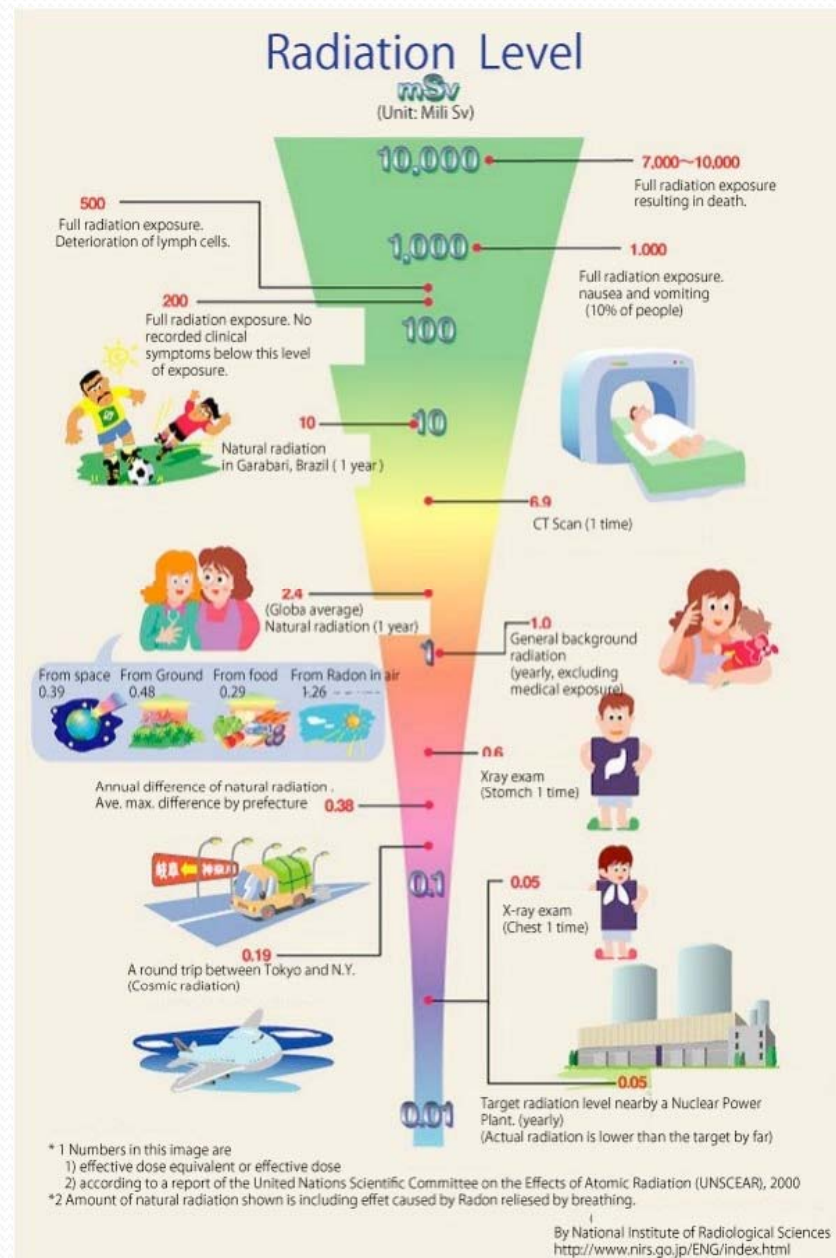 Radiation Level
mSv
(Unit: Mili Sv)
10,000
7,000~10,000
Full radiation exposure
resulting in death.
500
Full radiation exposure.
Deterioration of lymph cells.
1,000
1.000
Full radiation exposure.
nausea and vomiting
(10% of people)
200
Full radiation exposure. No
recorded clinical
symptoms below this level
of exposure.
100
10
Natural radiation
in Garabari, Brazil ( 1 year )
10
6.9
CT Scan (1 time)
2.4
(Globa average)
Natural radiation (1 year)
1
1.0
General background
radiation
(yearly, excluding
medical exposure)
From space From Ground From food From Radon in air
0.39 0.48 0.29 1.26
0.6
Xray exam
(Stomch 1 time)
Annual difference of natural radiation .
Ave. max. difference by prefecture 0.38
岐阜 神奈川
0.1
0.05
X-ray exam
(Chest 1 time)
0.19
A round trip between Tokyo and N.Y.
(Cosmic radiation)
0.05
Target radiation level nearby a Nuclear Power
Plant. (yearly)
(Actual radiation is lower than the target by far)
0.01
* 1 Numbers in this image are
1) effective dose equivalent or effective dose
2) according to a report of the United Nations Scientific Committee on the Effects of Atomic Radiation (UNSCEAR), 2000
*2 Amount of natural radiation shown is including effet caused by Radon reliesed by breathing.
By National Institute of Radiological Sciences
http://www.nirs.go.jp/ENG/index.html